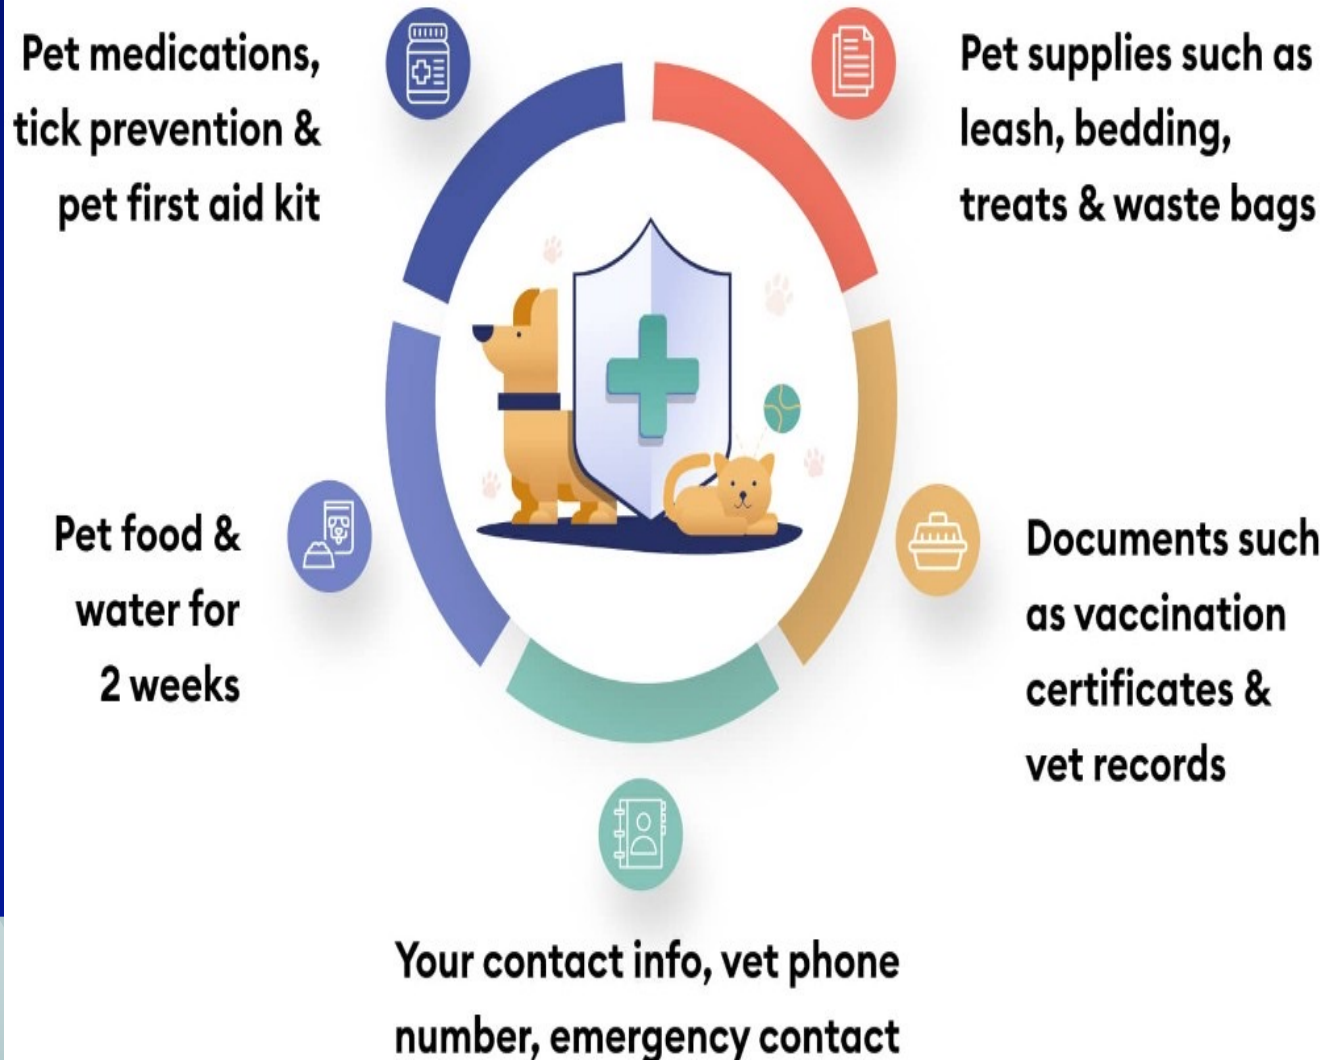 Pet medications,
tick prevention &
pet first aid kit
Pet supplies such as
leash, bedding,
treats & waste bags
Pet food &
water for
2 weeks
Documents such
as vaccination
certificates &
vet records
Your contact info, vet phone
number, emergency contact